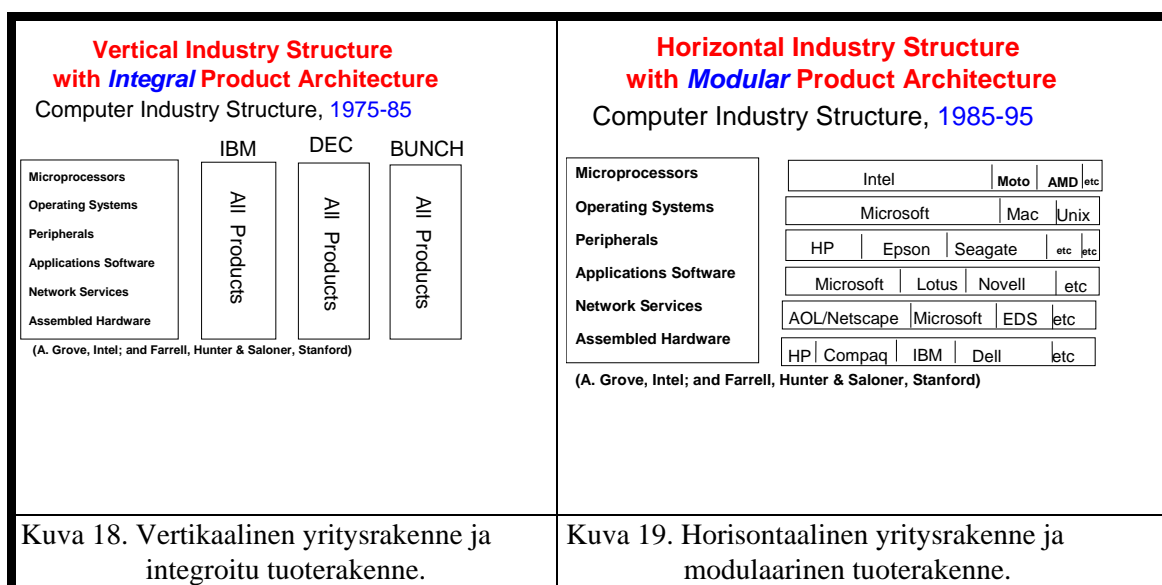 Vertical Industry Structure
with Integral Product Architecture
Computer Industry Structure, 1975-85
IBM DEC BUNCH
Microprocessors
Operating Systems
Peripherals
Applications Software
Network Services
Assembled Hardware
All Products
All Products
All Products
(A. Grove, Intel; and Farrell, Hunter & Saloner, Stanford)
Kuva 18. Vertikaalinen yritysrakenne ja
integroitu tuoterakenne.
Horizontal Industry Structure
with Modular Product Architecture
Computer Industry Structure, 1985-95
Microprocessors
Operating Systems
Peripherals
Applications Software
Network Services
Assembled Hardware
Intel Moto AMD etc
Microsoft Mac Unix
HP Epson Seagate etc etc
Microsoft Lotus Novell etc
AOL/Netscape Microsoft EDS etc
HP Compaq IBM Dell etc
(A. Grove, Intel; and Farrell, Hunter & Saloner, Stanford)
Kuva 19. Horisontaalinen yritysrakenne ja
modulaarinen tuoterakenne.